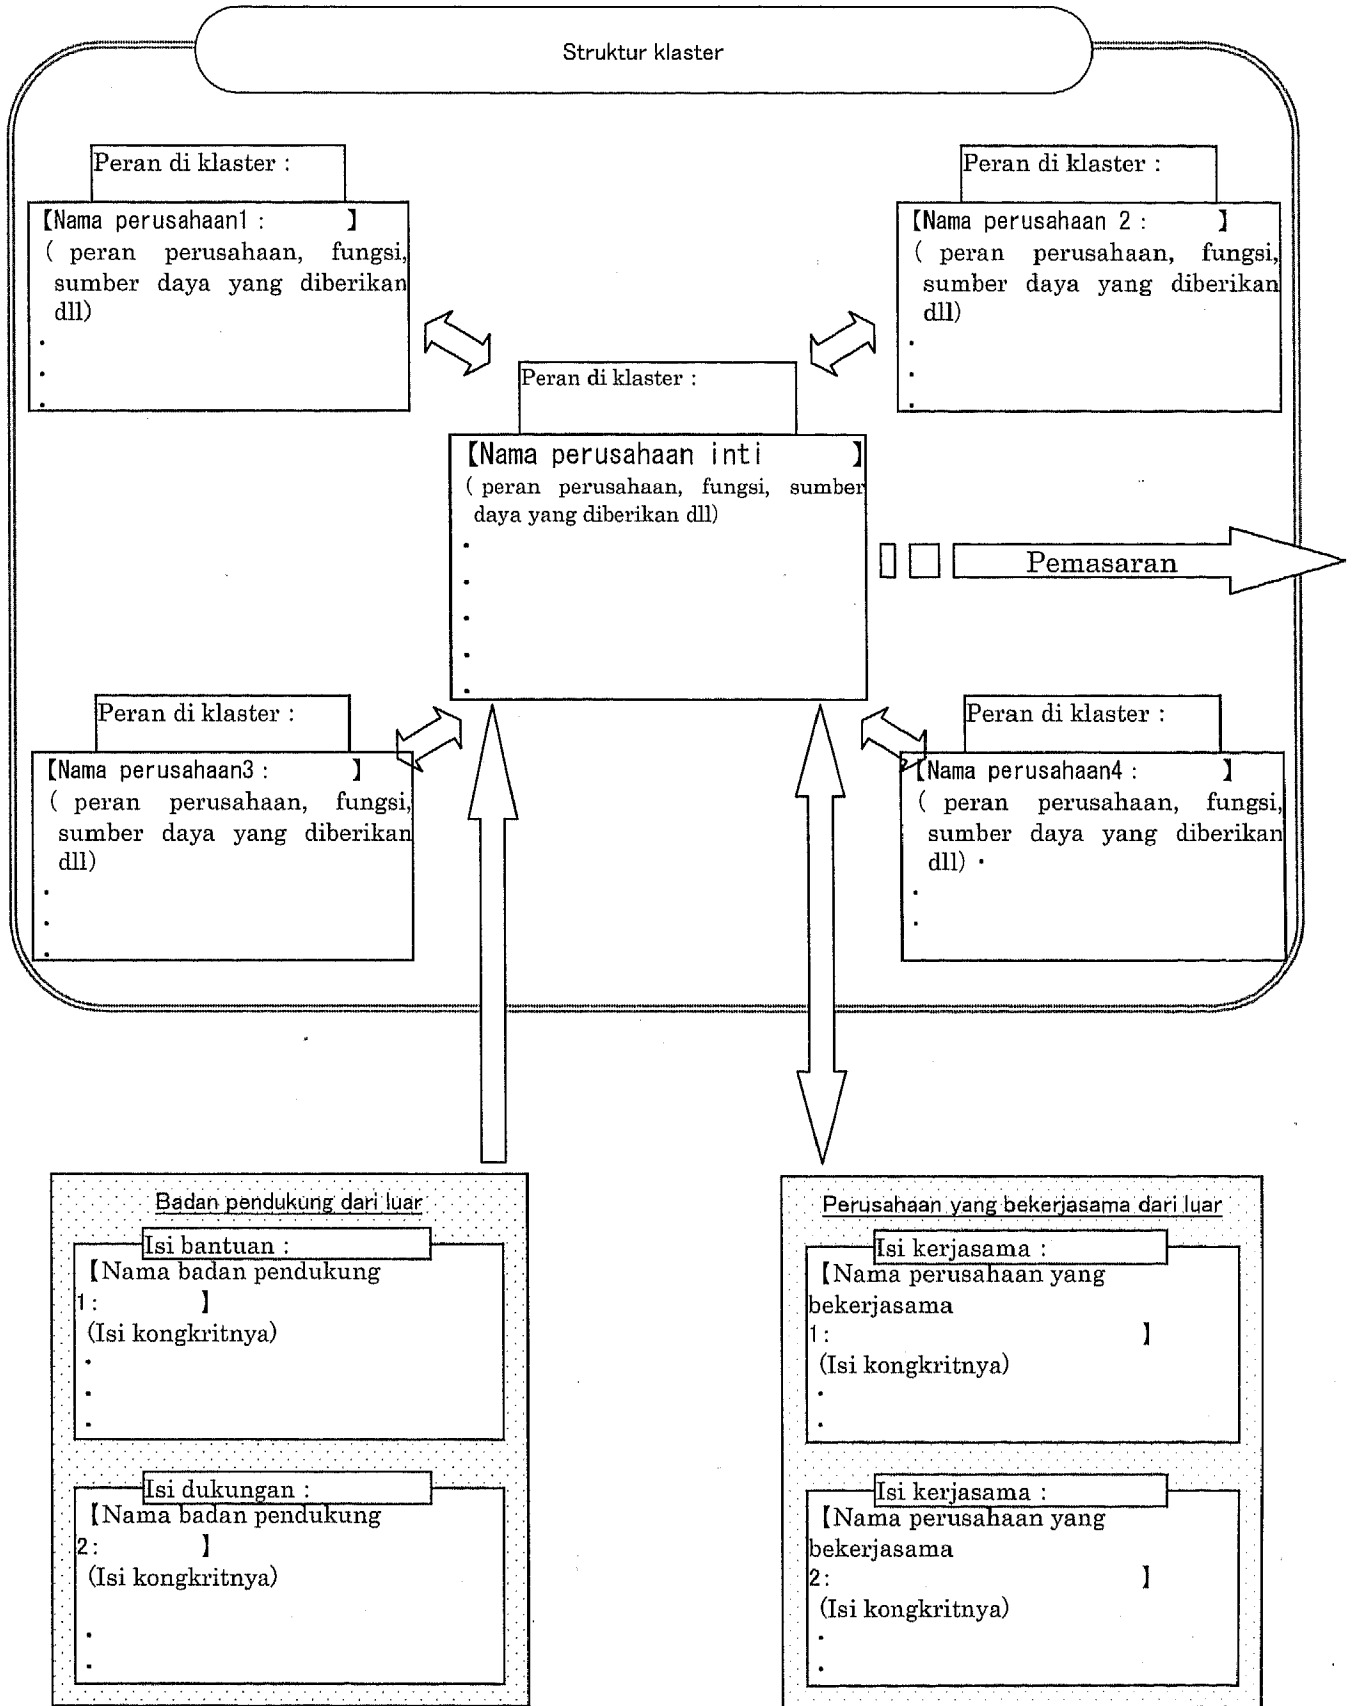 Struktur klaster
Peran di klaster :
【Nama perusahaan1 : 】
( peran perusahaan, fungsi,
sumber daya yang diberikan
dll)
・
・
・
Peran di klaster :
【Nama perusahaan 2 : 】
( peran perusahaan, fungsi,
sumber daya yang diberikan
dll)
・
・
・
Peran di klaster :
【Nama perusahaan inti 】
( peran perusahaan, fungsi, sumber
daya yang diberikan dll)
・
・
・
・
・
Pemasaran
Peran di klaster :
【Nama perusahaan3 : 】
( peran perusahaan, fungsi,
sumber daya yang diberikan
dll)
・
・
・
Peran di klaster :
【Nama perusahaan4 : 】
( peran perusahaan, fungsi,
sumber daya yang diberikan
dll) ・
・
・
Badan pendukung dari luar
Isi bantuan :
【Nama badan pendukung
1: 】
(Isi kongkritnya)
・
・
・
Isi dukungan :
【Nama badan pendukung
2: 】
(Isi kongkritnya)
・
・
Perusahaan yang bekerjasama dari luar
Isi kerjasama :
【Nama perusahaan yang
bekerjasama
1: 】
(Isi kongkritnya)
・
・
Isi kerjasama :
【Nama perusahaan yang
bekerjasama
2: 】
(Isi kongkritnya)
・
・